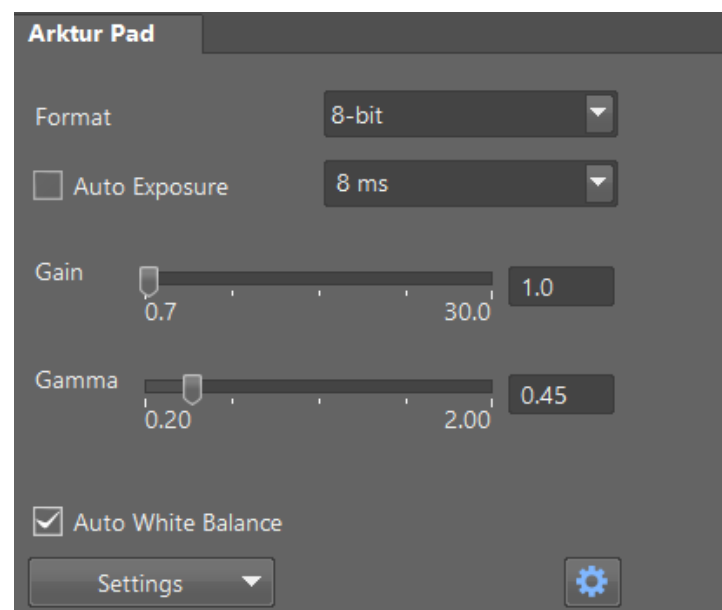 Arktur Pad
Format 8-bit
Auto Exposure 8 ms
Gain 1.0
0.7 30.0
Gamma 0.45
0.20 2.00
Auto White Balance
Settings